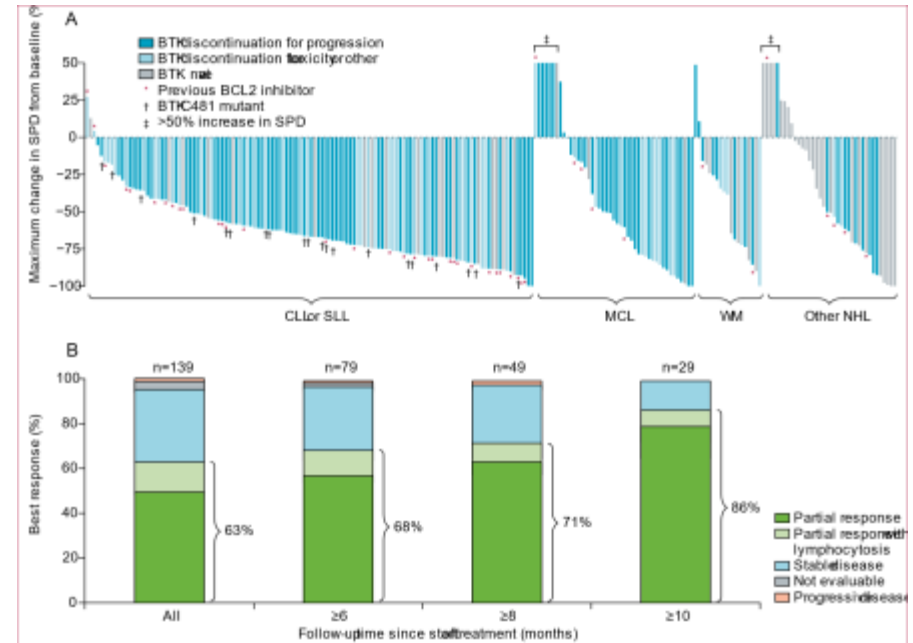 A
Maximum change in SPD from baseline (%
BTK discontinuation for progression
BTK discontinuation for toxicity or other
BTK naive
* Previous BCL2 inhibitor
† BTK C481 mutant
‡ >50% increase in SPD
‡
‡
50
25
0
−25
−50
−75
−100
CLL or SLL
MCL
WM
Other NHL
B
n=139
n=79
n=49
n=29
Best response (%)
100
80
60
40
20
0
63%
68%
71%
86%
Partial response
Partial response with
lymphocytosis
Stable disease
Not evaluable
Progressive disease
All
≥6
≥8
≥10
Follow-up time since start of treatment (months)